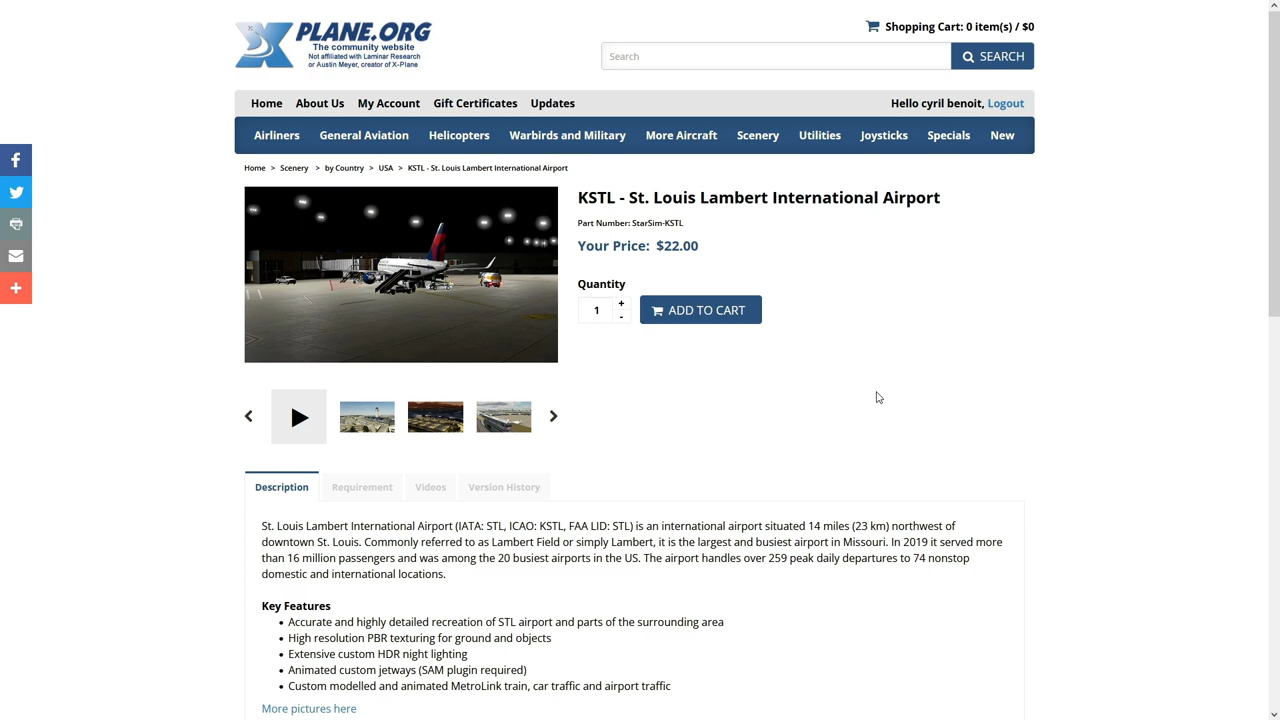 PLANE.ORG
The community website
Not affiliated with Laminar Research
or Austin Meyer, creator of X-Plane
Shopping Cart: 0 item(s) / $0
Search
SEARCH
Home About Us My Account Gift Certificates Updates
Hello cyril benoit, Logout
Airliners General Aviation Helicopters Warbirds and Military More Aircraft Scenery Utilities Joysticks Specials New
Home > Scenery > by Country > USA > KSTL - St. Louis Lambert International Airport
KSTL - St. Louis Lambert International Airport
Part Number: StarSim-KSTL
Your Price: $22.00
Quantity
1 + -
ADD TO CART
Description Requirement Videos Version History
St. Louis Lambert International Airport (IATA: STL, ICAO: KSTL, FAA LID: STL) is an international airport situated 14 miles (23 km) northwest of
downtown St. Louis. Commonly referred to as Lambert Field or simply Lambert, it is the largest and busiest airport in Missouri. In 2019 it served more
than 16 million passengers and was among the 20 busiest airports in the US. The airport handles over 259 peak daily departures to 74 nonstop
domestic and international locations.
Key Features
• Accurate and highly detailed recreation of STL airport and parts of the surrounding area
• High resolution PBR texturing for ground and objects
• Extensive custom HDR night lighting
• Animated custom jetways (SAM plugin required)
• Custom modelled and animated MetroLink train, car traffic and airport traffic
More pictures here